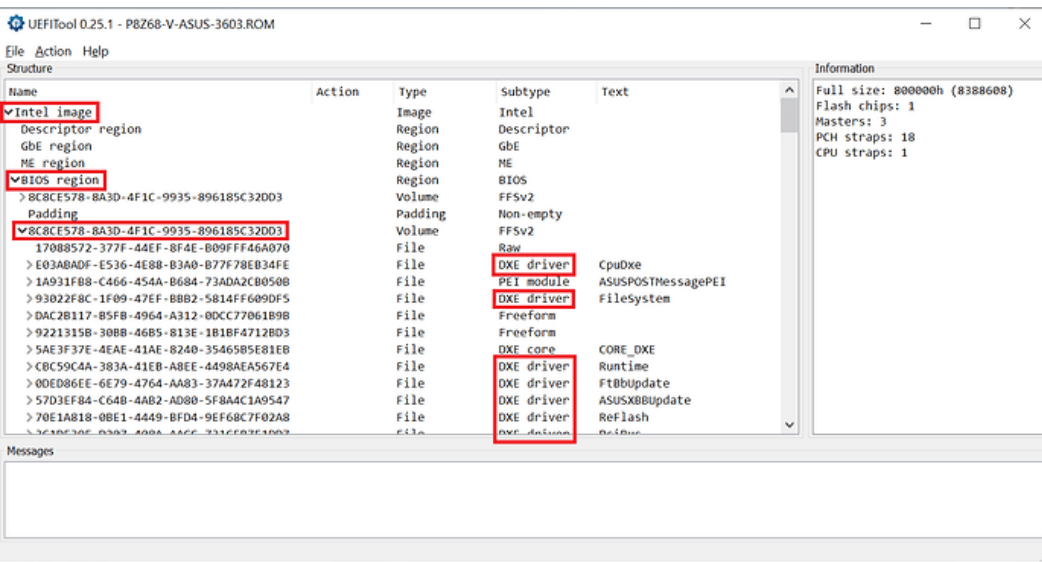 UEFITool 0.25.1 - P8Z68-V-ASUS-3603.ROM
File Action Help
Structure
Name Action Type Subtype Text
Intel image Image Intel
Descriptor region Region Descriptor
GbE region Region GbE
ME region Region ME
BIOS region Region BIOS
8C8CE578-8A3D-4F1C-9935-896185C32DD3 Volume FFSv2
Padding Padding Non-empty
8C8CE578-8A3D-4F1C-9935-896185C32DD3 Volume FFSv2
17088572-377F-44EF-8F4E-B09FFF46A070 File Raw
E03ABADF-E536-4E88-B3A0-B77F78EB34FE File DXE driver CpuDxe
1A931FB8-C466-454A-B684-73ADA2CB050B File PEI module ASUSPOSTMessagePEI
93022F8C-1F09-47EF-BBB2-5814FF609DF5 File DXE driver FileSystem
DAC2B117-B5FB-4964-A312-0DCC77061B9B File Freeform
9221315B-30BB-46B5-813E-1B1BF4712BD3 File Freeform
5AE3F37E-4EAE-41AE-8240-35465B5E81EB File DXE core CORE_DXE
CBC59C4A-383A-41EB-A8EE-4498AEA567E4 File DXE driver Runtime
0DED86EE-6E79-4764-AA83-37A472F48123 File DXE driver FtBbUpdate
57D3EF84-C64B-4AB2-AD80-5F8A4C1A9547 File DXE driver ASUSXBBUpdate
70E1A818-0BE1-4449-BFD4-9EF68C7F02A8 File DXE driver ReFlash
File DXE driver PciBus
Information
Full size: 800000h (8388608)
Flash chips: 1
Masters: 3
PCH straps: 18
CPU straps: 1
Messages